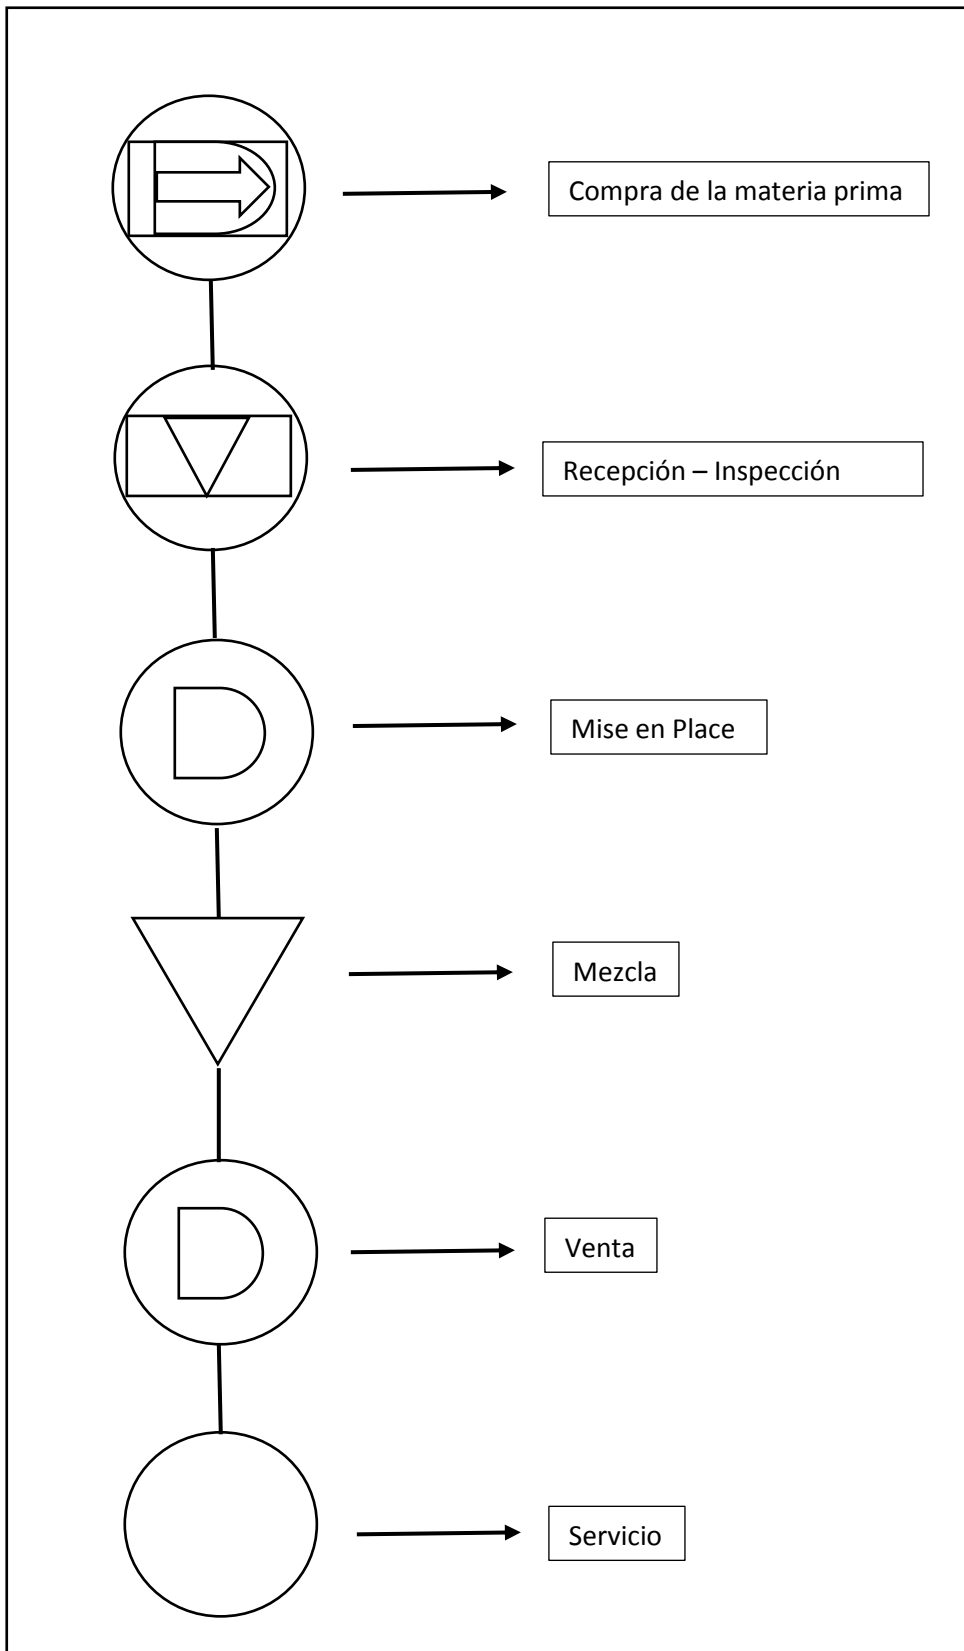 Compra de la materia prima
Recepción – Inspección
Mise en Place
Mezcla
Venta
Servicio